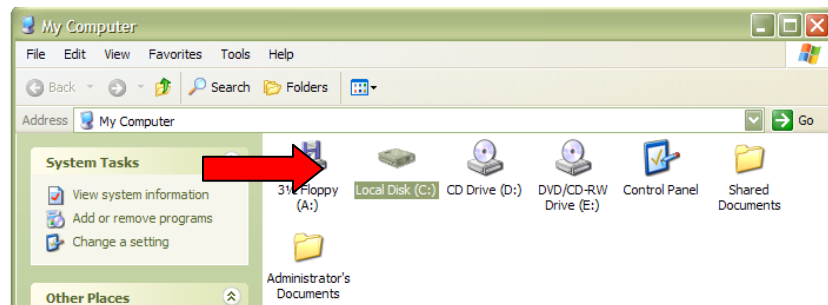 My Computer
File Edit View Favorites Tools Help
Back Search Folders
Address My Computer Go
System Tasks
View system information
Add or remove programs
Change a setting
Other Places
3½ Floppy (A:)
Local Disk (C:)
CD Drive (D:)
DVD/CD-RW
Drive (E:)
Control Panel
Shared
Documents
Administrator's
Documents